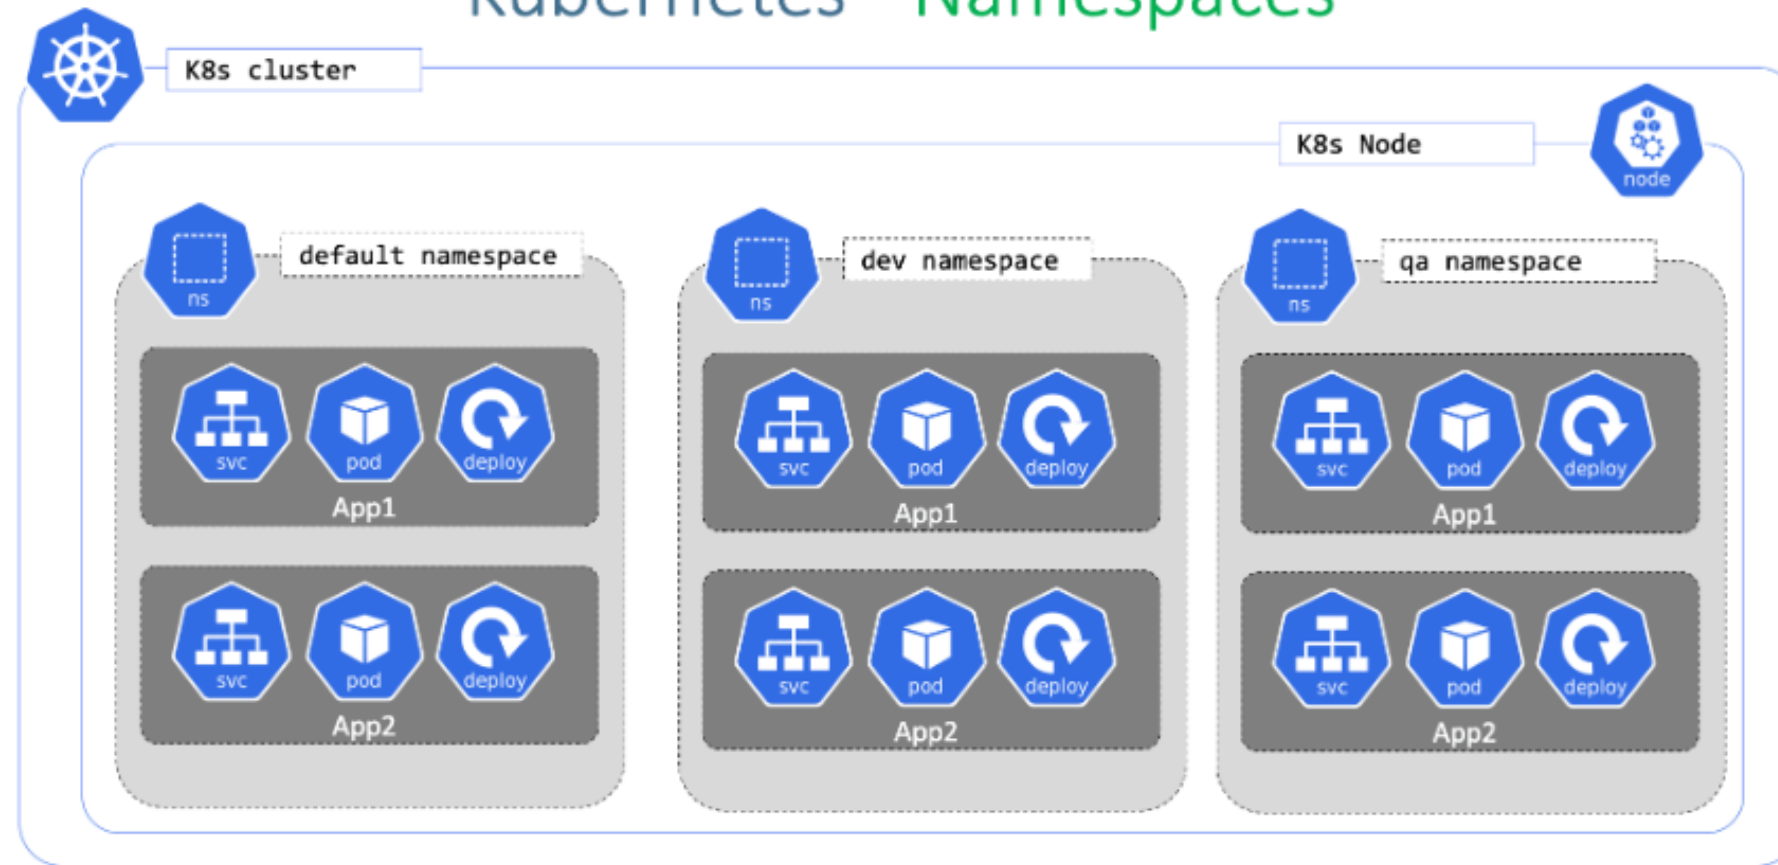 Kubernetes Namespaces
K8s cluster
K8s Node
node
default namespace
ns
dev namespace
ns
qa namespace
ns
svc pod deploy
App1
svc pod deploy
App1
svc pod deploy
App1
svc pod deploy
App2
svc pod deploy
App2
svc pod deploy
App2